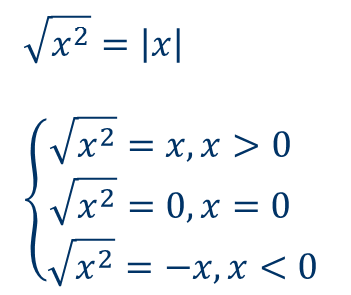 √x² = |x|
√x² = x, x > 0
√x² = 0, x = 0
√x² = −x, x < 0